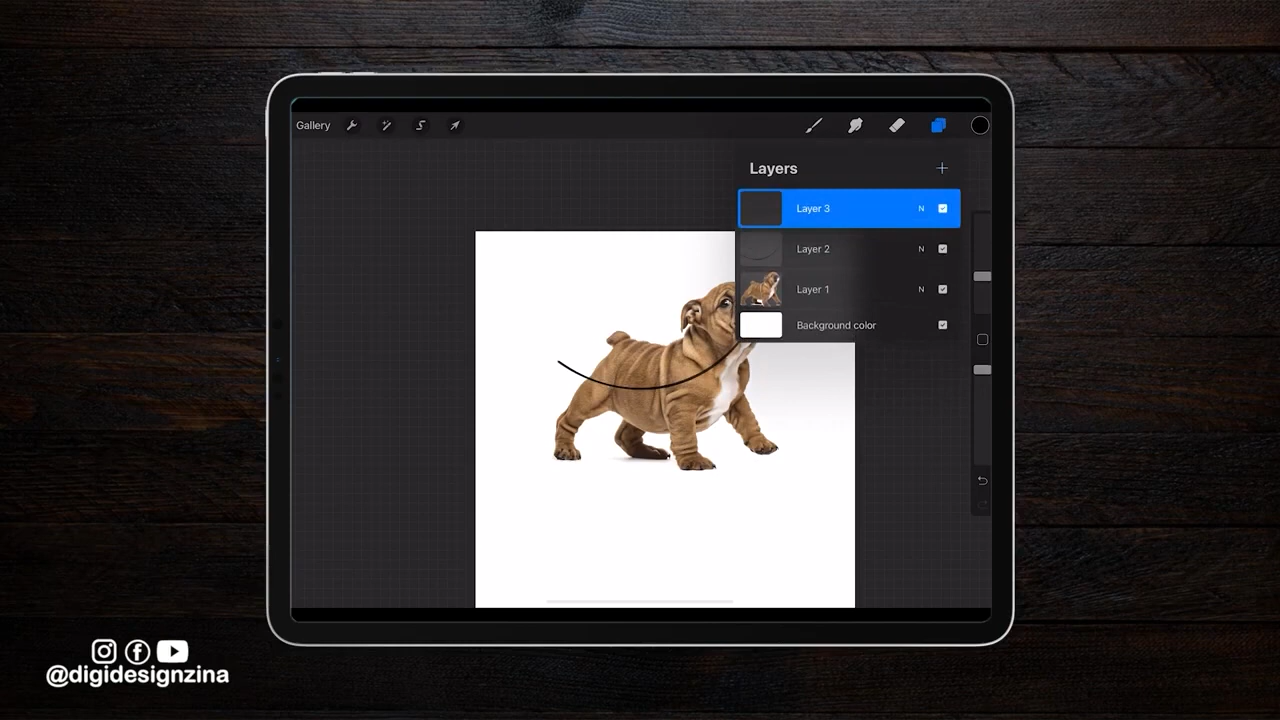 Gallery
Layers
Layer 3 N
Layer 2 N
Layer 1 N
Background color
@digidesignzina